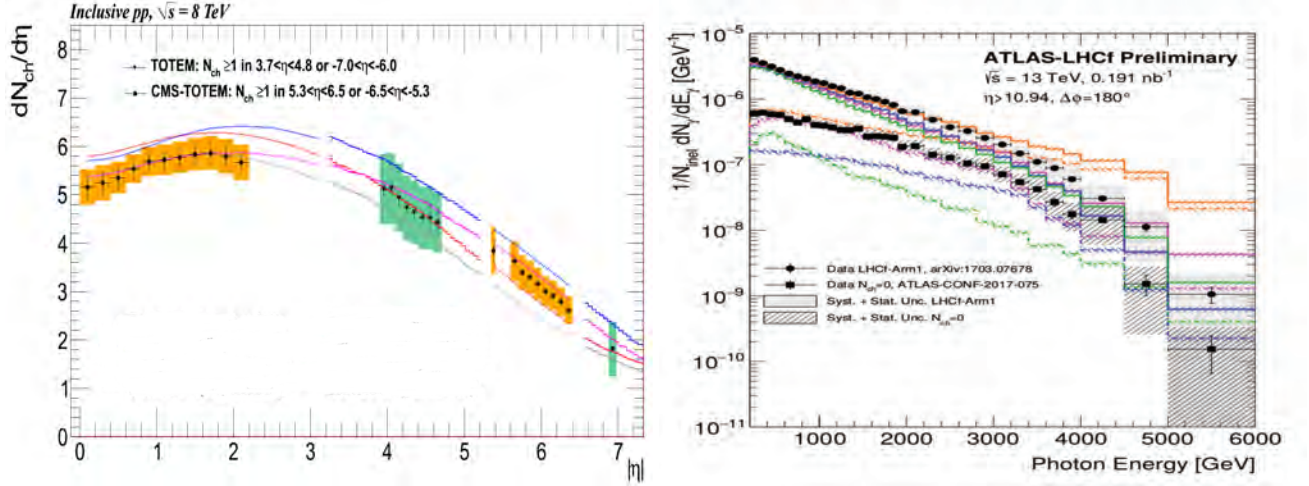 Inclusive pp, √s = 8 TeV
dN_ch/dη
8
7
6
5
4
3
2
1
0
TOTEM: N_ch ≥1 in 3.7<η<4.8 or -7.0<η<-6.0
CMS-TOTEM: N_ch ≥1 in 5.3<η<6.5 or -6.5<η<-5.3
0 1 2 3 4 5 6 7
|η|
1/N_inel dN_γ/dE_γ [GeV⁻¹]
10⁻⁵
10⁻⁶
10⁻⁷
10⁻⁸
10⁻⁹
10⁻¹⁰
10⁻¹¹
ATLAS-LHCf Preliminary
√s = 13 TeV, 0.191 nb⁻¹
η>10.94, Δϕ=180°
Data LHCf-Arm1, arXiv:1703.07678
Data N_ch=0, ATLAS-CONF-2017-075
Syst. + Stat. Unc. LHCf-Arm1
Syst. + Stat. Unc. N_ch=0
1000 2000 3000 4000 5000 6000
Photon Energy [GeV]